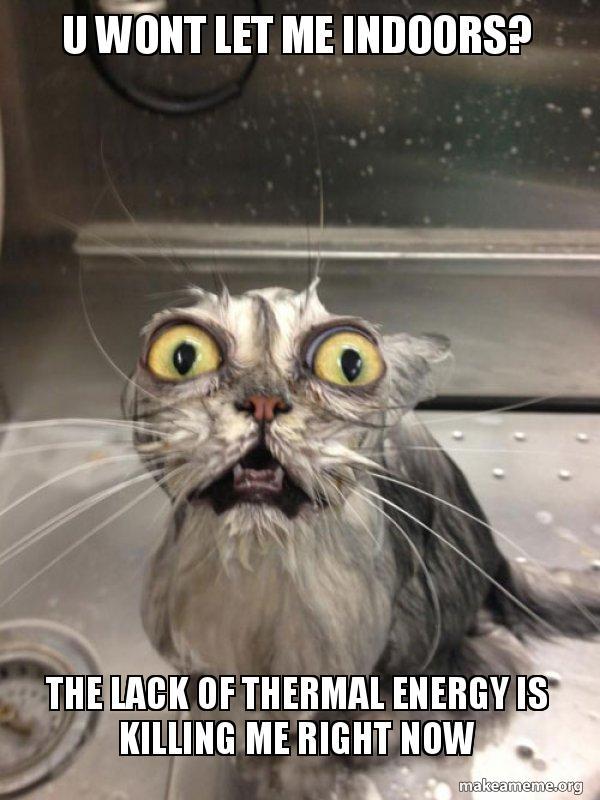 U WONT LET ME INDOORS?
THE LACK OF THERMAL ENERGY IS
KILLING ME RIGHT NOW
makeameme.org